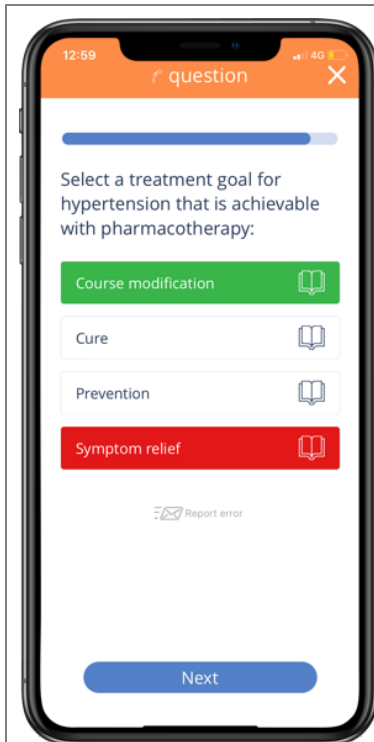 12:59
4G
question
Select a treatment goal for
hypertension that is achievable
with pharmacotherapy:
Course modification
Cure
Prevention
Symptom relief
Report error
Next